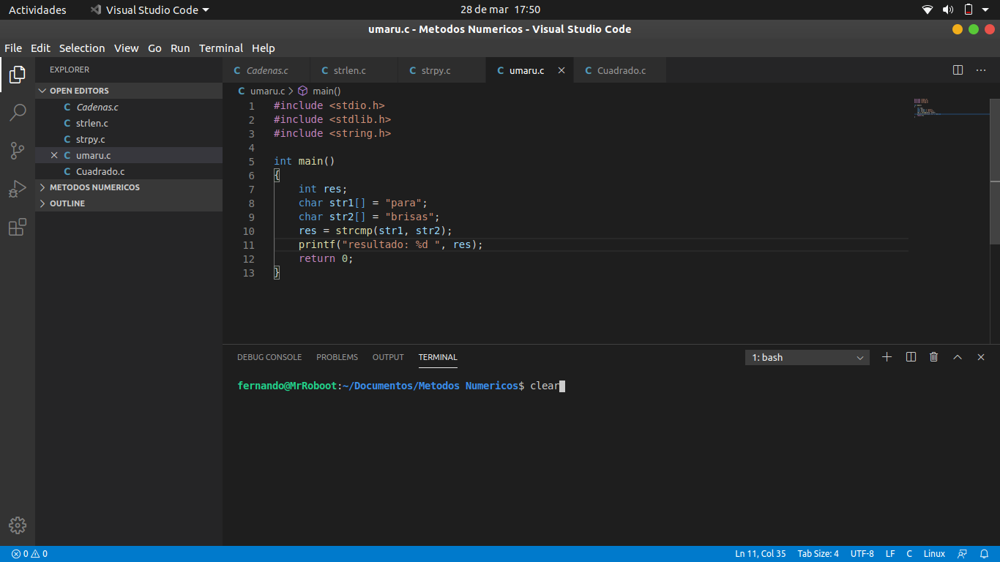 Actividades Visual Studio Code 28 de mar 17:50
umaru.c - Metodos Numericos - Visual Studio Code
File Edit Selection View Go Run Terminal Help
EXPLORER
OPEN EDITORS
C Cadenas.c
C strlen.c
C strpy.c
C umaru.c
C Cuadrado.c
METODOS NUMERICOS
OUTLINE
C Cadenas.c C strlen.c C strpy.c C umaru.c C Cuadrado.c
C umaru.c > main()
1 #include <stdio.h>
2 #include <stdlib.h>
3 #include <string.h>
4
5 int main()
6 {
7     int res;
8     char str1[] = "para";
9     char str2[] = "brisas";
10     res = strcmp(str1, str2);
11     printf("resultado: %d ", res);
12     return 0;
13 }
DEBUG CONSOLE PROBLEMS OUTPUT TERMINAL 1: bash
fernando@MrRoboot:~/Documentos/Metodos Numericos$ clear
0 0 Ln 11, Col 35 Tab Size: 4 UTF-8 LF C Linux